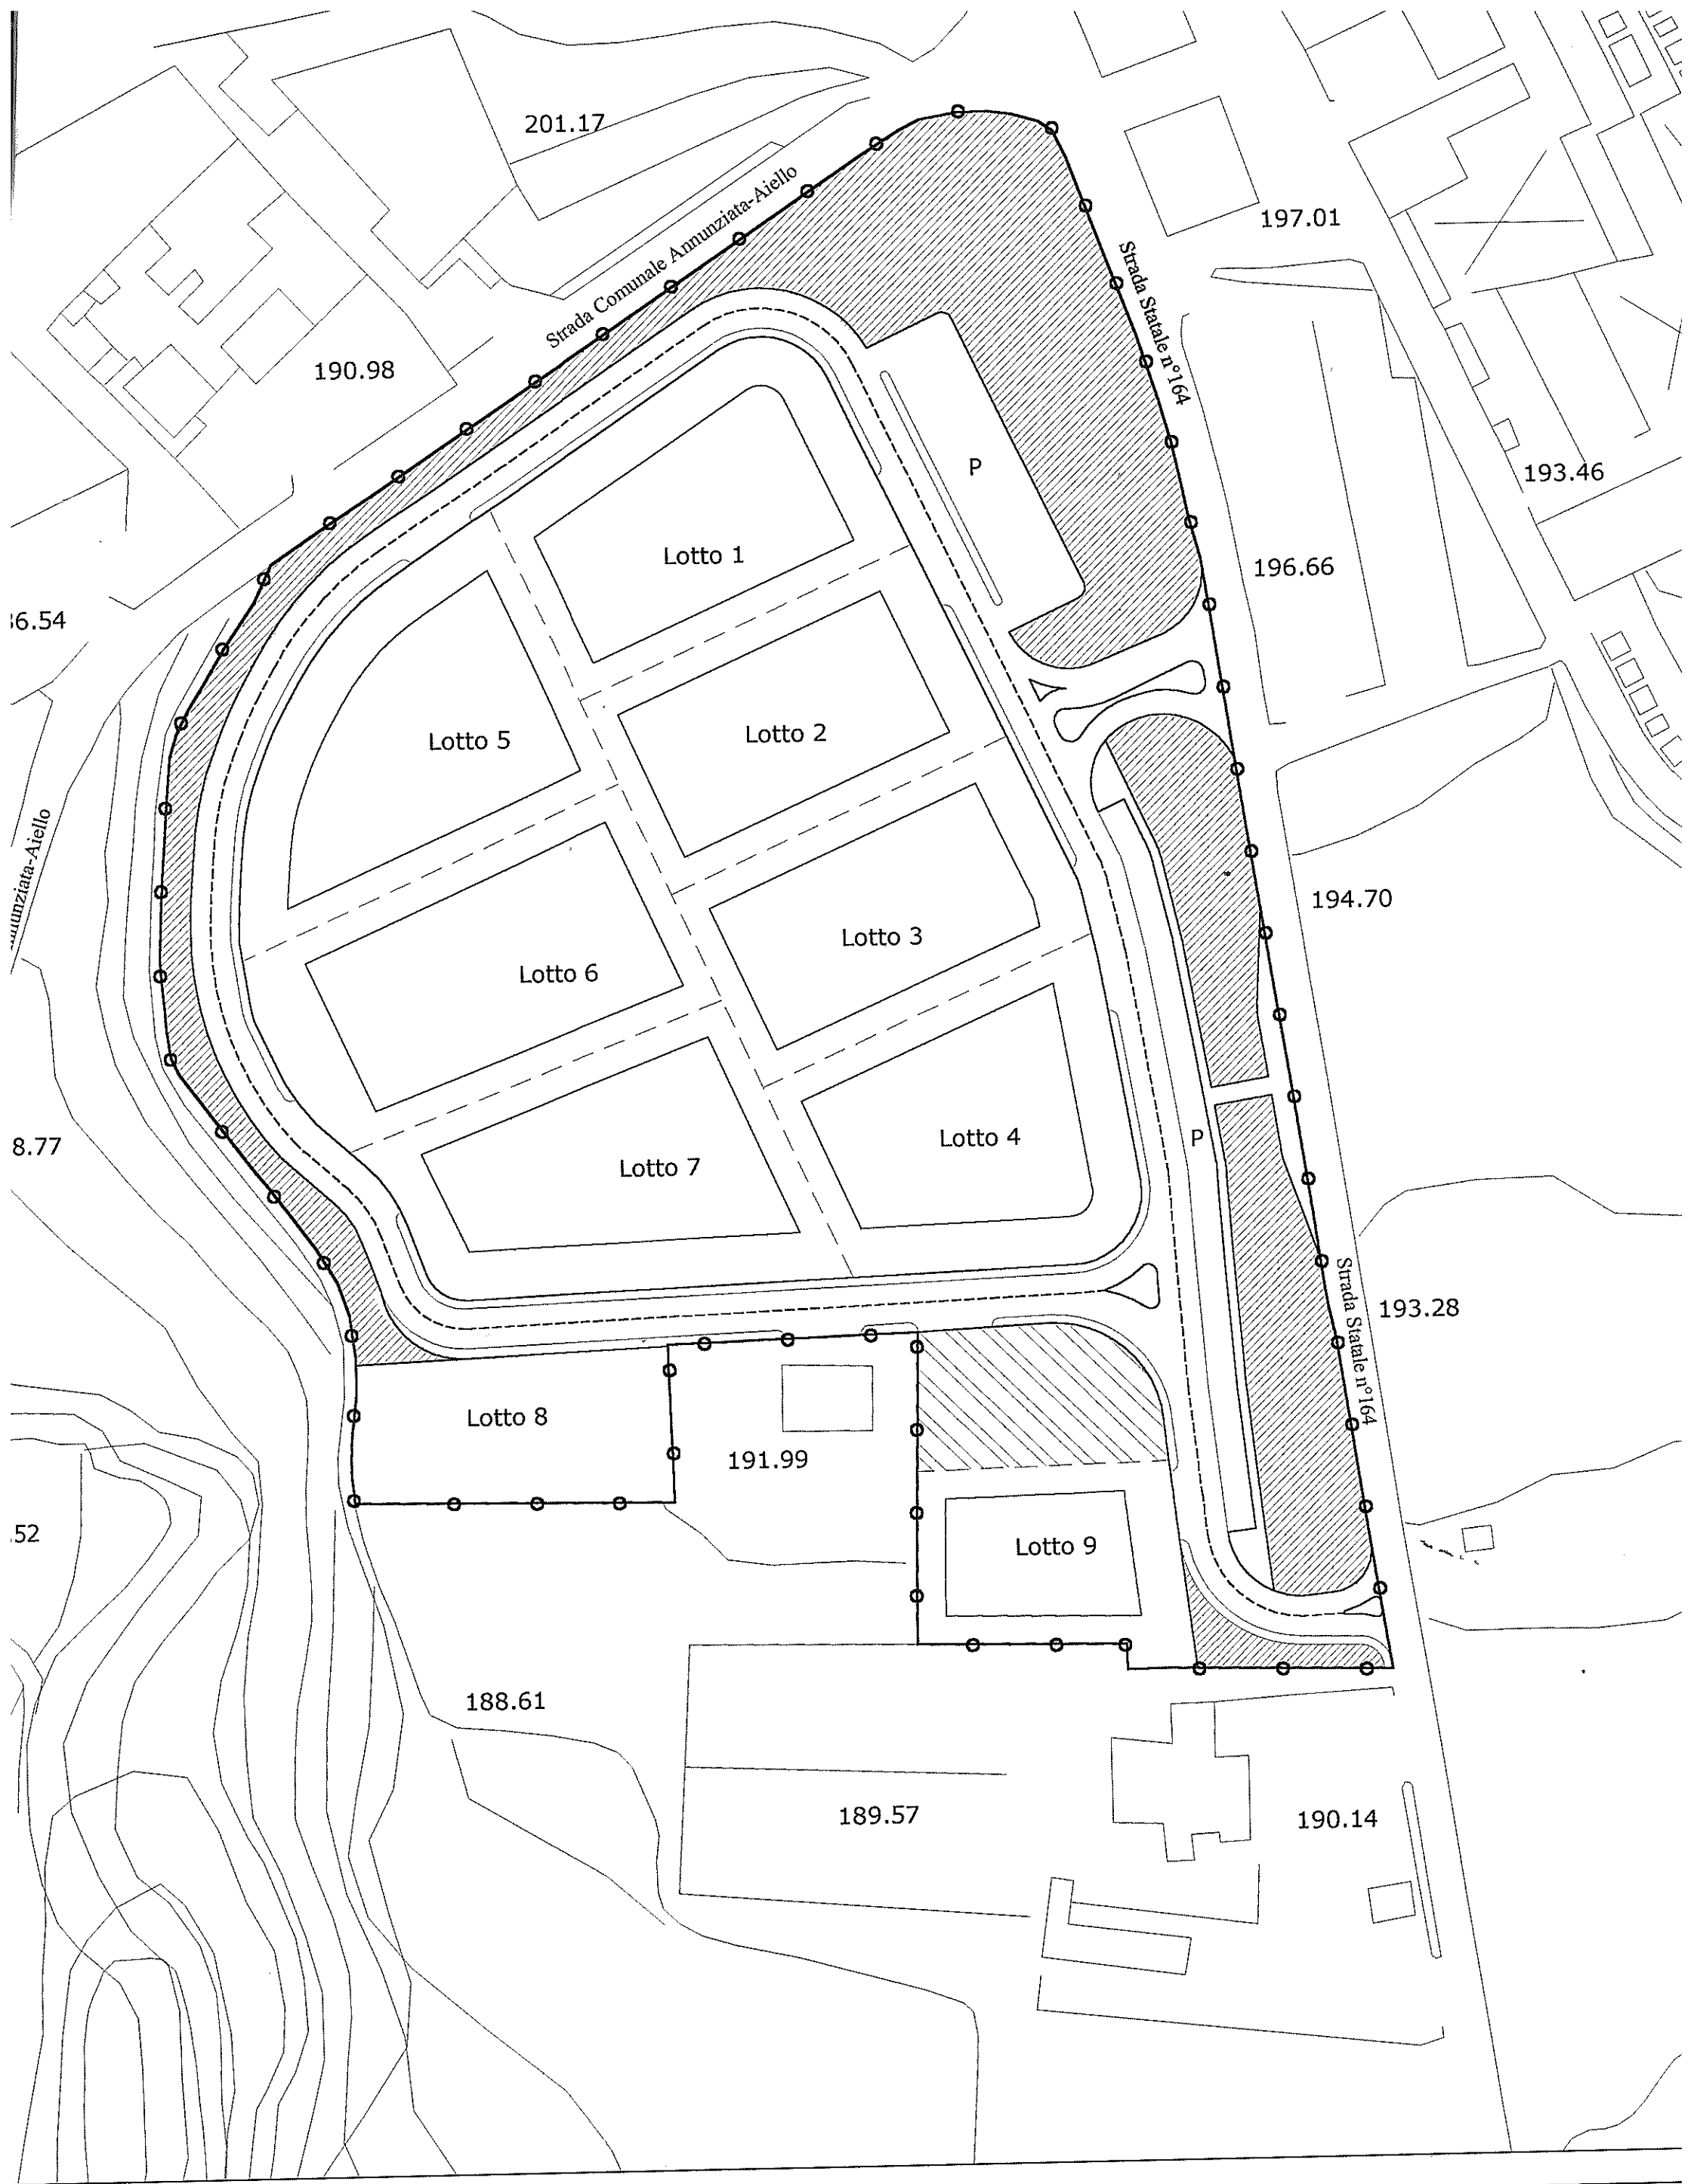 201.17
Strada Comunale Annunziata-Aiello
197.01
Strada Statale n°164
190.98
P
193.46
Lotto 1
196.66
6.54
Lotto 5
Lotto 2
nunziata-Aiello
194.70
Lotto 3
Lotto 6
8.77
Lotto 4
P
Lotto 7
Strada Statale n°164
193.28
Lotto 8
191.99
.52
Lotto 9
188.61
189.57
190.14